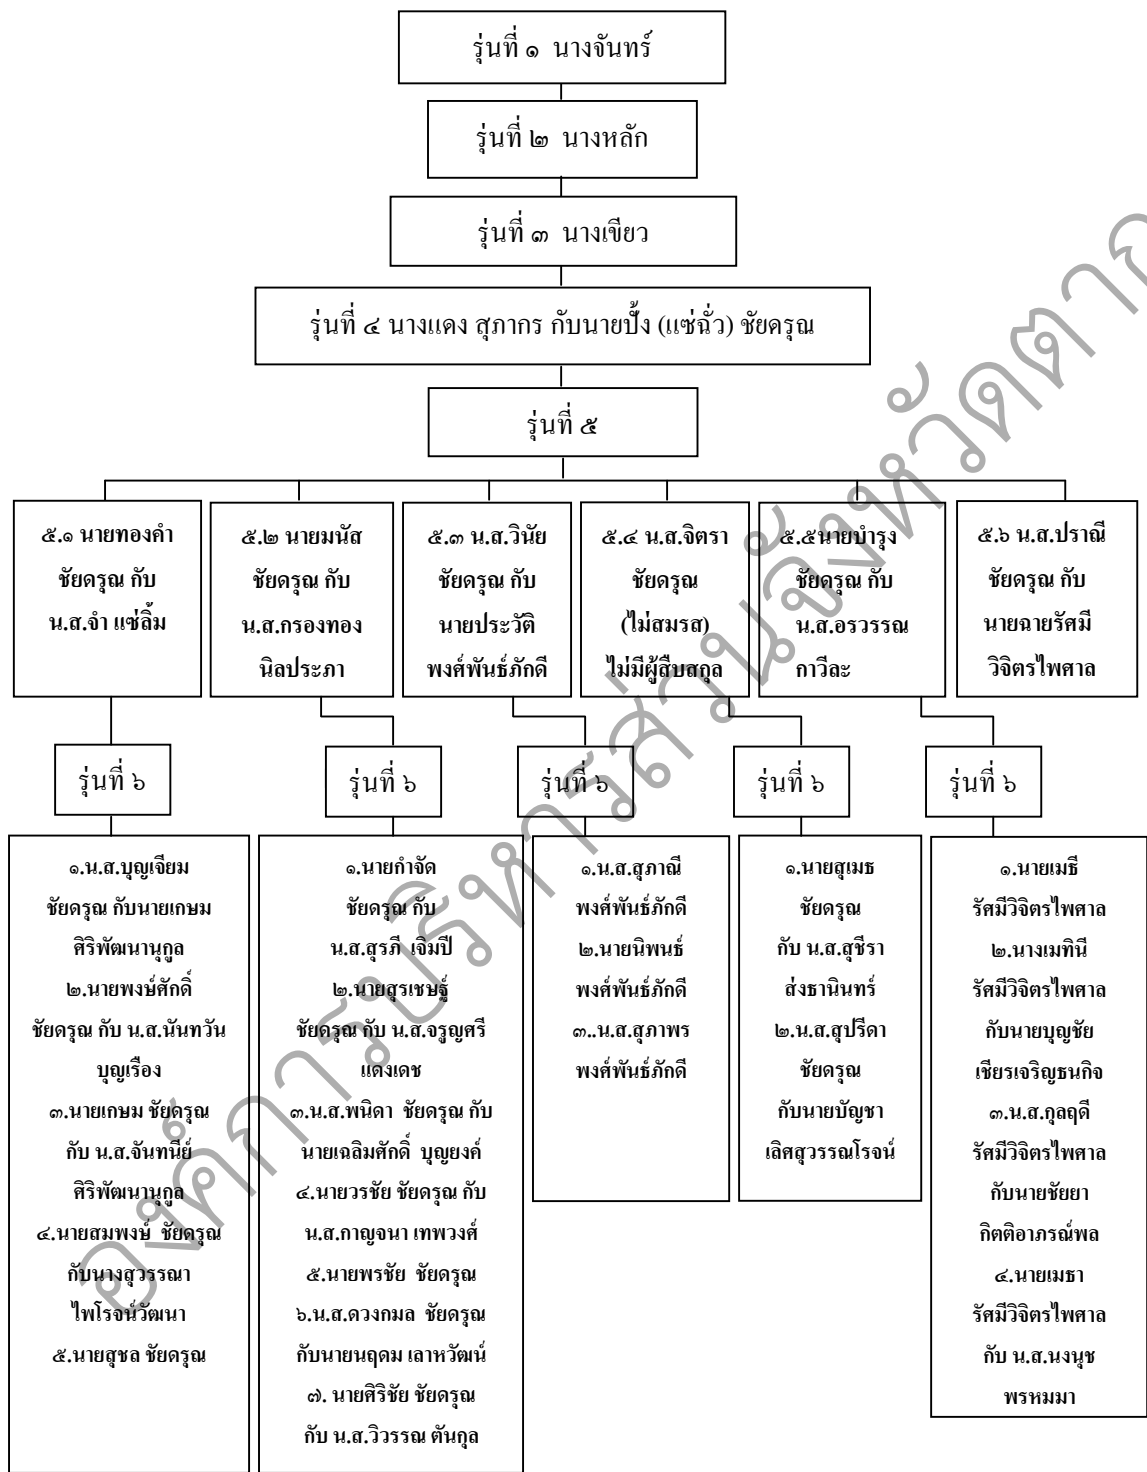 รุ่นที่ ๑ นางจันทร์
รุ่นที่ ๒ นางหลัก
รุ่นที่ ๓ นางเขียว
รุ่นที่ ๔ นางแดง สุภากร กับนายปั้ง (แซ่ฉั่ว) ชัยดรุณ
รุ่นที่ ๕
๕.๑ นายทองคำ
ชัยดรุณ กับ
น.ส.จำ แซ่ลิ้ม
๕.๒ นายมนัส
ชัยดรุณ กับ
น.ส.กรองทอง
นิลประภา
๕.๓ น.ส.วินัย
ชัยดรุณ กับ
นายประวัติ
พงศ์พันธ์ภักดี
๕.๔ น.ส.จิตรา
ชัยดรุณ
(ไม่สมรส)
ไม่มีผู้สืบสกุล
๕.๕นายบำรุง
ชัยดรุณ กับ
น.ส.อรวรรณ
กาวีละ
๕.๖ น.ส.ปราณี
ชัยดรุณ กับ
นายฉายรัศมี
วิจิตรไพศาล
รุ่นที่ ๖
รุ่นที่ ๖
รุ่นที่ ๖
รุ่นที่ ๖
รุ่นที่ ๖
๑.น.ส.บุญเจียม
ชัยดรุณ กับนายเกษม
ศิริพัฒนานุกูล
๒.นายพงษ์ศักดิ์
ชัยดรุณ กับ น.ส.นันทวัน
บุญเรือง
๓.นายเกษม ชัยดรุณ
กับ น.ส.จันทนีย์
ศิริพัฒนานุกูล
๔.นายสมพงษ์ ชัยดรุณ
กับนางสุวรรณา
ไพโรจน์วัฒนา
๕.นายสุชล ชัยดรุณ
๑.นายกำจัด
ชัยดรุณ กับ
น.ส.สุรภี เจิมปี
๒.นายสุรเชษฐ์
ชัยดรุณ กับ น.ส.จรูญศรี
แดงเดช
๓.น.ส.พนิดา ชัยดรุณ กับ
นายเฉลิมศักดิ์ บุญยงค์
๔.นายวรชัย ชัยดรุณ กับ
น.ส.กาญจนา เทพวงศ์
๕.นายพรชัย ชัยดรุณ
๖.น.ส.ดวงกมล ชัยดรุณ
กับนายนฤดม เลาหวัฒน์
๗. นายศิริชัย ชัยดรุณ
กับ น.ส.วิวรรณ ตันกุล
๑.น.ส.สุภาณี
พงศ์พันธ์ภักดี
๒.นายนิพนธ์
พงศ์พันธ์ภักดี
๓..น.ส.สุภาพร
พงศ์พันธ์ภักดี
๑.นายสุเมธ
ชัยดรุณ
กับ น.ส.สุชีรา
ส่งธานินทร์
๒.น.ส.สุปรีดา
ชัยดรุณ
กับนายบัญชา
เลิศสุวรรณโรจน์
๑.นายเมธี
รัศมีวิจิตรไพศาล
๒.นางเมทินี
รัศมีวิจิตรไพศาล
กับนายบุญชัย
เชียรเจริญธนกิจ
๓.น.ส.กุลฤดี
รัศมีวิจิตรไพศาล
กับนายชัยยา
กิตติอาภรณ์พล
๔.นายเมธา
รัศมีวิจิตรไพศาล
กับ น.ส.นงนุช
พรหมมา
องค์การบริหารส่วนจังหวัดตาก